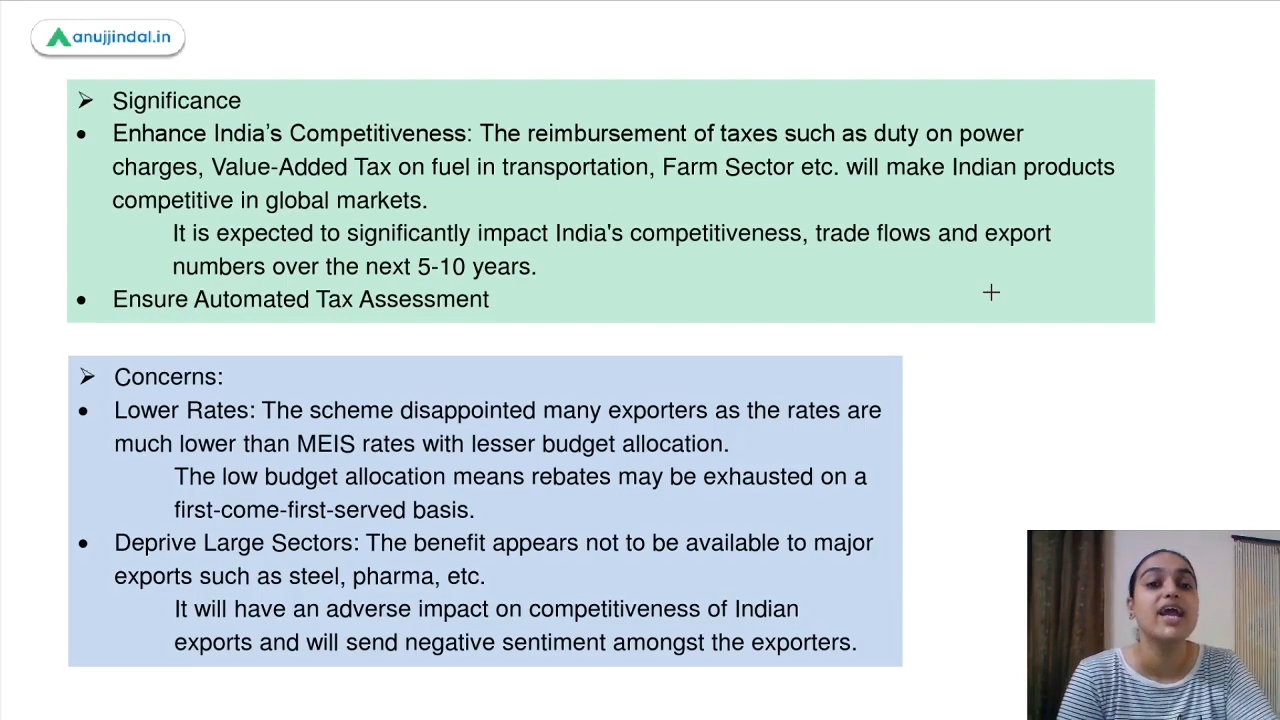 anujjindal.in
➢ Significance
• Enhance India's Competitiveness: The reimbursement of taxes such as duty on power
charges, Value-Added Tax on fuel in transportation, Farm Sector etc. will make Indian products
competitive in global markets.
It is expected to significantly impact India's competitiveness, trade flows and export
numbers over the next 5-10 years.
• Ensure Automated Tax Assessment
➢ Concerns:
• Lower Rates: The scheme disappointed many exporters as the rates are
much lower than MEIS rates with lesser budget allocation.
The low budget allocation means rebates may be exhausted on a
first-come-first-served basis.
• Deprive Large Sectors: The benefit appears not to be available to major
exports such as steel, pharma, etc.
It will have an adverse impact on competitiveness of Indian
exports and will send negative sentiment amongst the exporters.